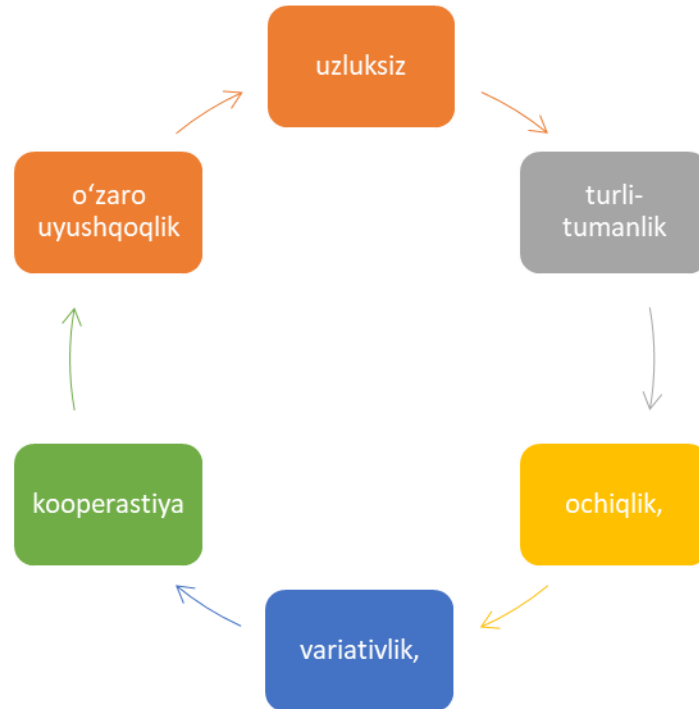 uzluksiz
turli-
tumanlik
ochiqlik,
variativlik,
kooperastiya
o‘zaro
uyushqoqlik